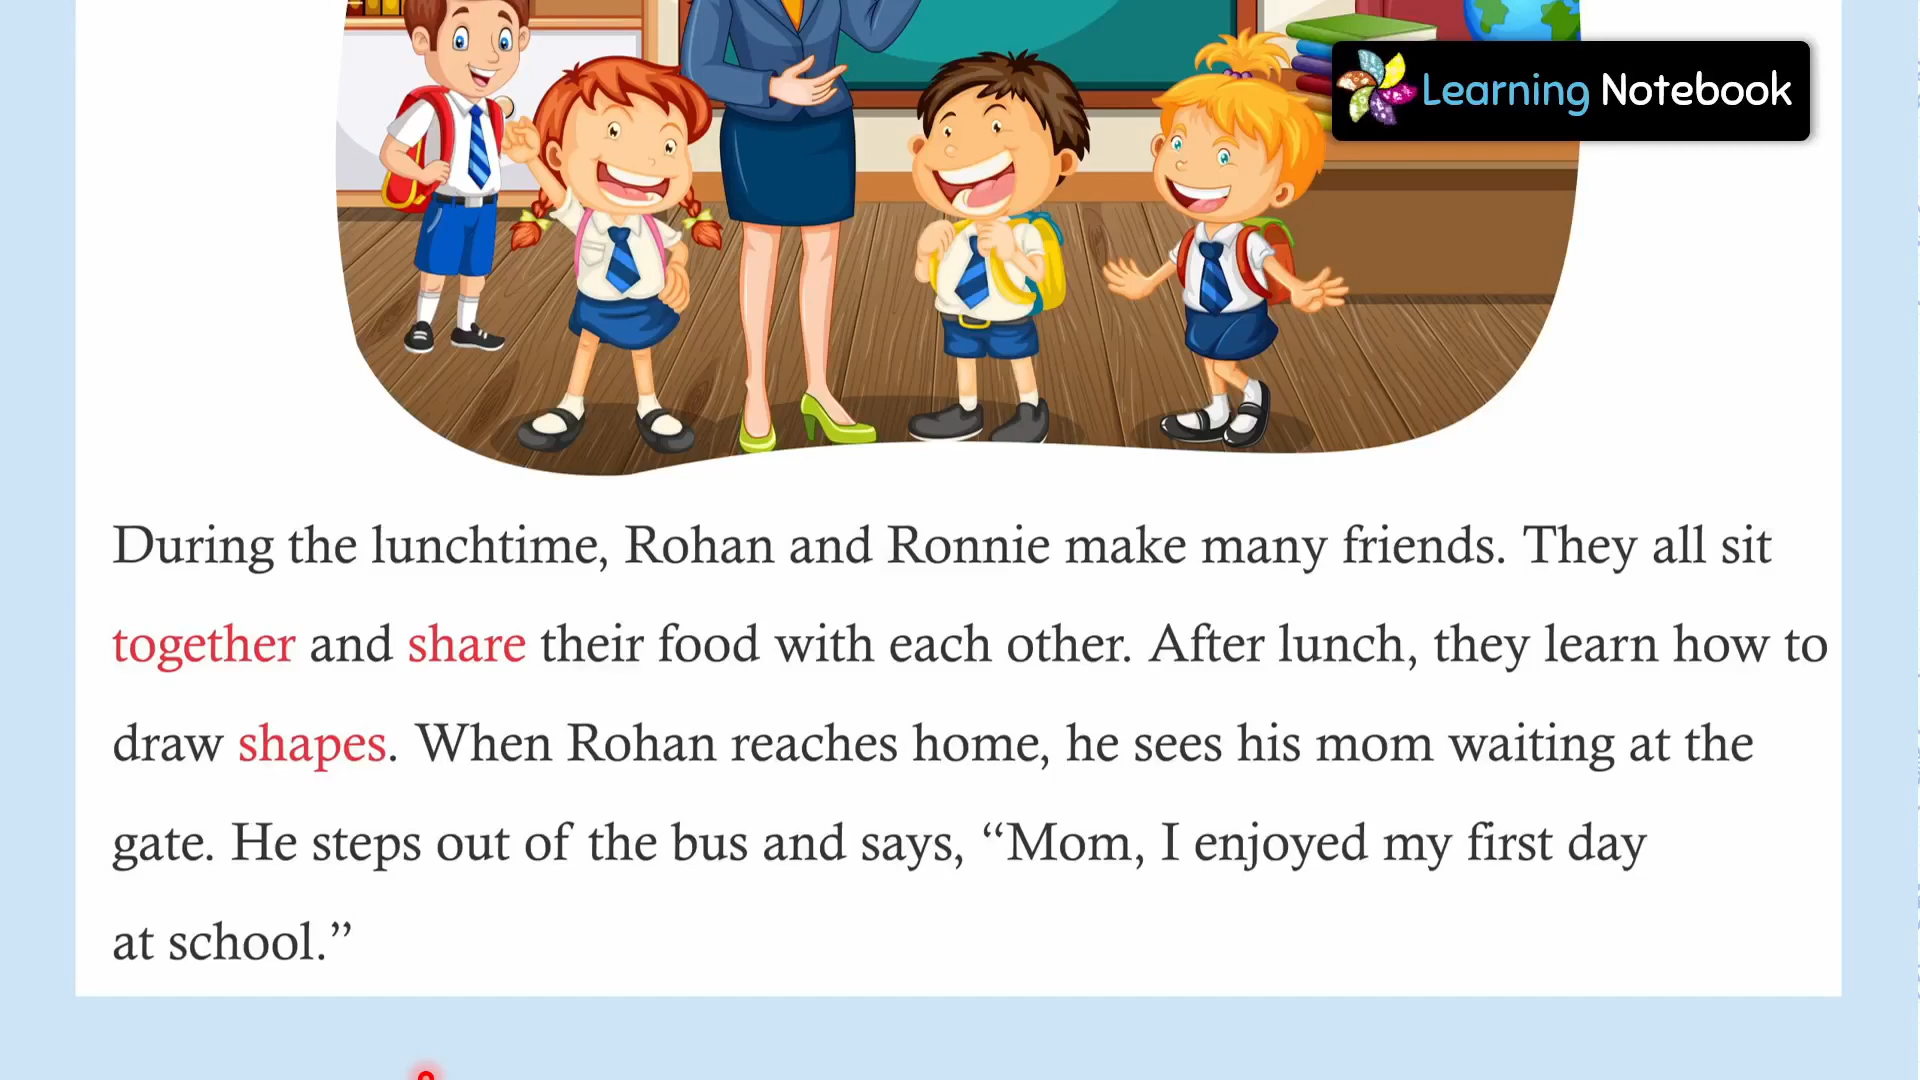 Learning Notebook
During the lunchtime, Rohan and Ronnie make many friends. They all sit
together and share their food with each other. After lunch, they learn how to
draw shapes. When Rohan reaches home, he sees his mom waiting at the
gate. He steps out of the bus and says, “Mom, I enjoyed my first day
at school.”